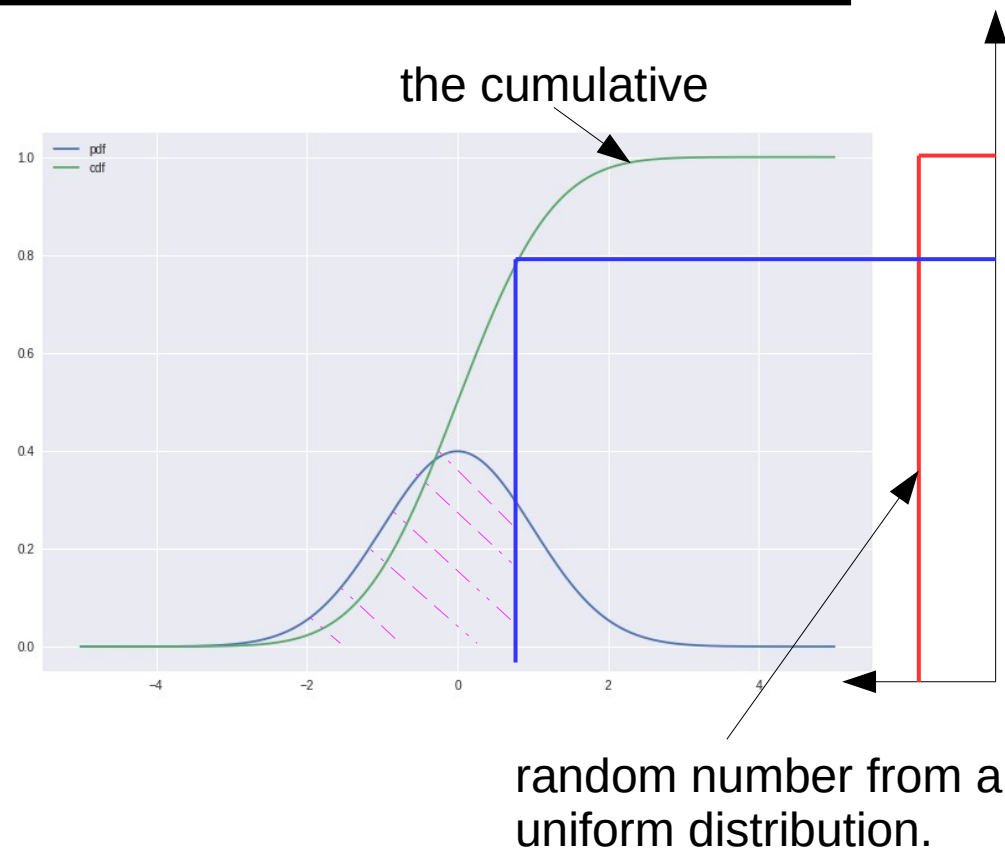 the cumulative
pdf
cdf
1.0
0.8
0.6
0.4
0.2
0.0
−4
−2
0
2
4
random number from a
uniform distribution.